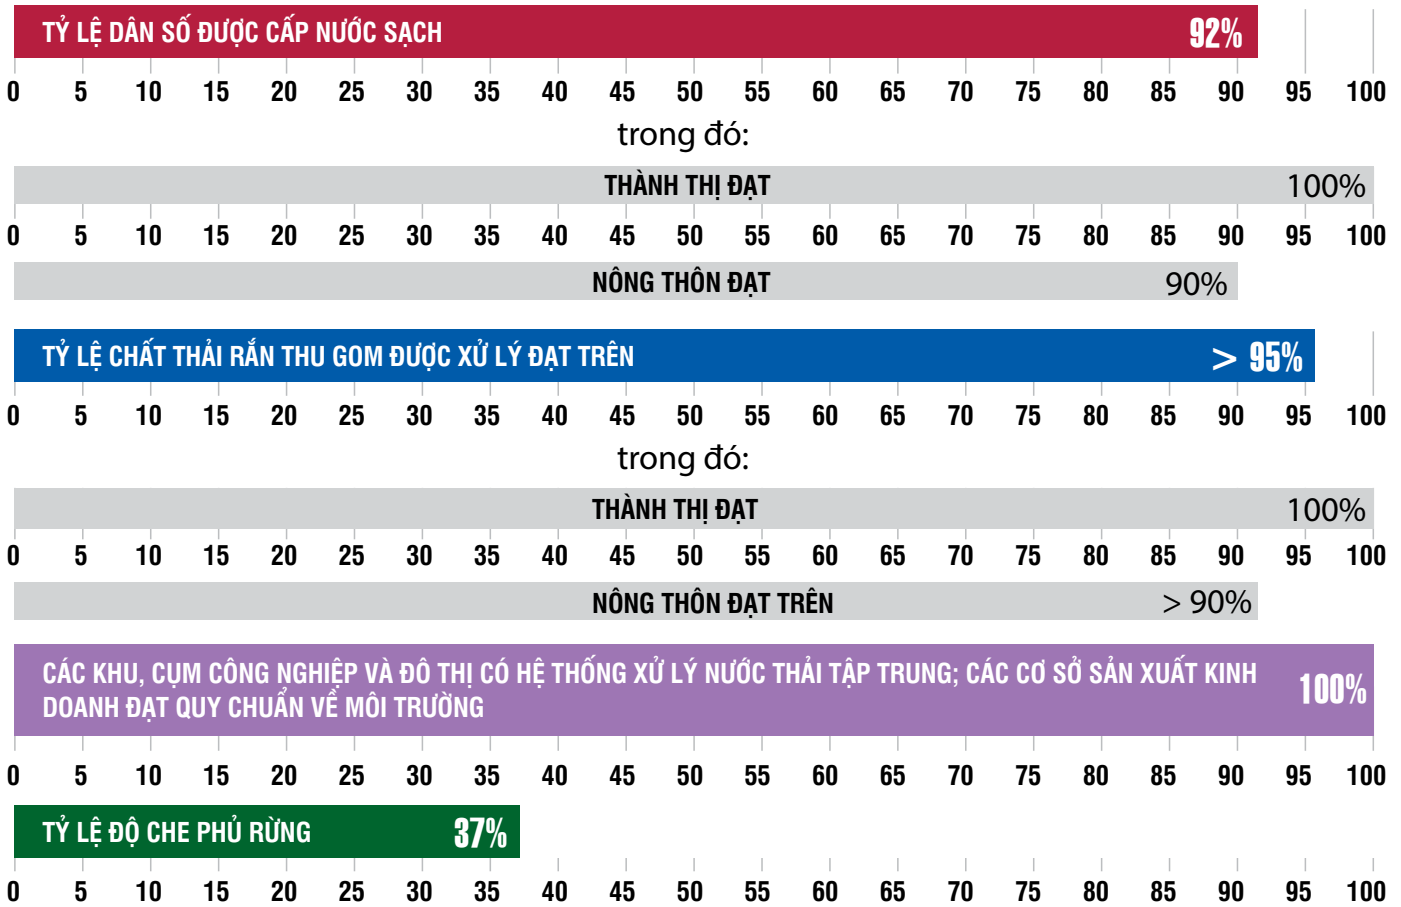 TỶ LỆ DÂN SỐ ĐƯỢC CẤP NƯỚC SẠCH 92%
0 5 10 15 20 25 30 35 40 45 50 55 60 65 70 75 80 85 90 95 100
trong đó:
THÀNH THỊ ĐẠT 100%
0 5 10 15 20 25 30 35 40 45 50 55 60 65 70 75 80 85 90 95 100
NÔNG THÔN ĐẠT 90%
TỶ LỆ CHẤT THẢI RẮN THU GOM ĐƯỢC XỬ LÝ ĐẠT TRÊN > 95%
0 5 10 15 20 25 30 35 40 45 50 55 60 65 70 75 80 85 90 95 100
trong đó:
THÀNH THỊ ĐẠT 100%
0 5 10 15 20 25 30 35 40 45 50 55 60 65 70 75 80 85 90 95 100
NÔNG THÔN ĐẠT TRÊN > 90%
CÁC KHU, CỤM CÔNG NGHIỆP VÀ ĐÔ THỊ CÓ HỆ THỐNG XỬ LÝ NƯỚC THẢI TẬP TRUNG; CÁC CƠ SỞ SẢN XUẤT KINH
DOANH ĐẠT QUY CHUẨN VỀ MÔI TRƯỜNG 100%
0 5 10 15 20 25 30 35 40 45 50 55 60 65 70 75 80 85 90 95 100
TỶ LỆ ĐỘ CHE PHỦ RỪNG 37%
0 5 10 15 20 25 30 35 40 45 50 55 60 65 70 75 80 85 90 95 100